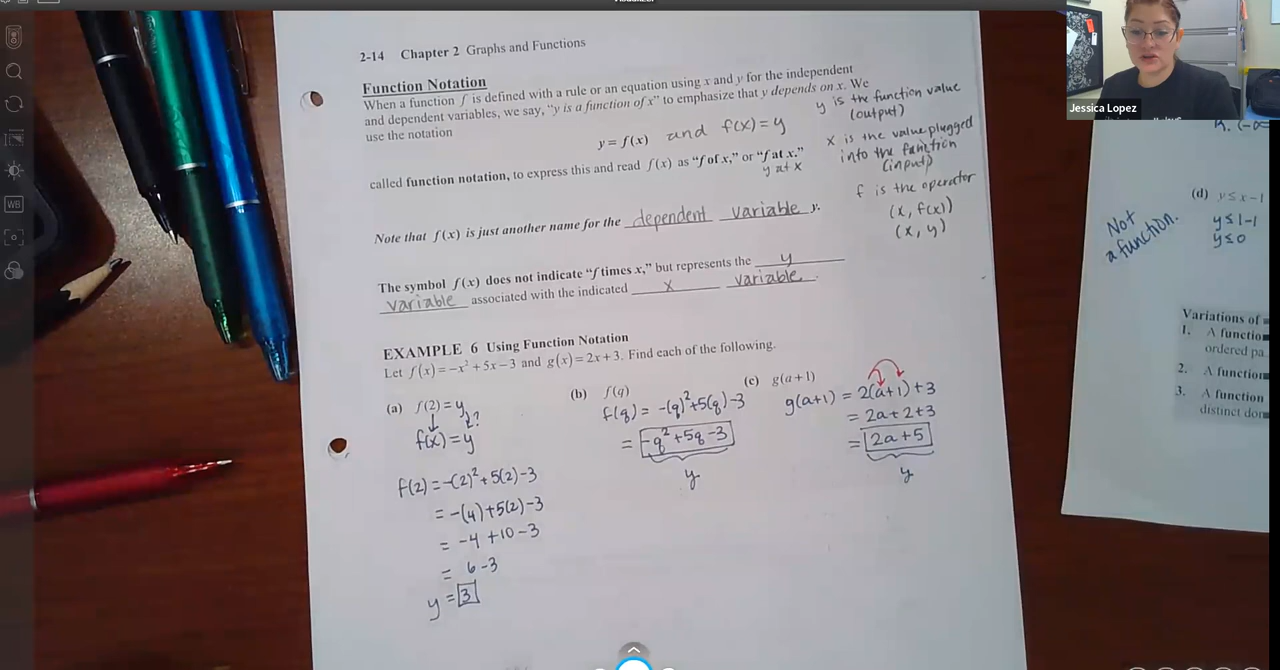 2-14 Chapter 2 Graphs and Functions
Function Notation
When a function f is defined with a rule or an equation using x and y for the independent
and dependent variables, we say, “y is a function of x” to emphasize that y depends on x. We
use the notation
y = f(x) and f(x) = y
called function notation, to express this and read f(x) as “f of x,” or “f at x.”
y at x
y is the function value
(output)
x is the value plugged
into the function
(input)
f is the operator
(x, f(x))
(x, y)
Note that f(x) is just another name for the dependent variable y.
The symbol f(x) does not indicate “f times x,” but represents the y
variable associated with the indicated x variable.
EXAMPLE 6 Using Function Notation
Let f(x) = -x² + 5x - 3 and g(x) = 2x + 3. Find each of the following.
(a) f(2) = y
?
f(x) = y
f(2) = -(2)² + 5(2) - 3
= -(4) + 5(2) - 3
= -4 + 10 - 3
= 6 - 3
y = 3
(b) f(q)
f(q) = -(q)² + 5(q) - 3
= -q² + 5q - 3
y
(c) g(a+1)
g(a+1) = 2(a+1) + 3
= 2a + 2 + 3
= 2a + 5
y
Jessica Lopez
(d) y ≤ x - 1
y ≤ 1 - 1
y ≤ 0
Not
a function.
Variations of
1. A function
ordered pa
2. A function
3. A function
distinct dom
WB